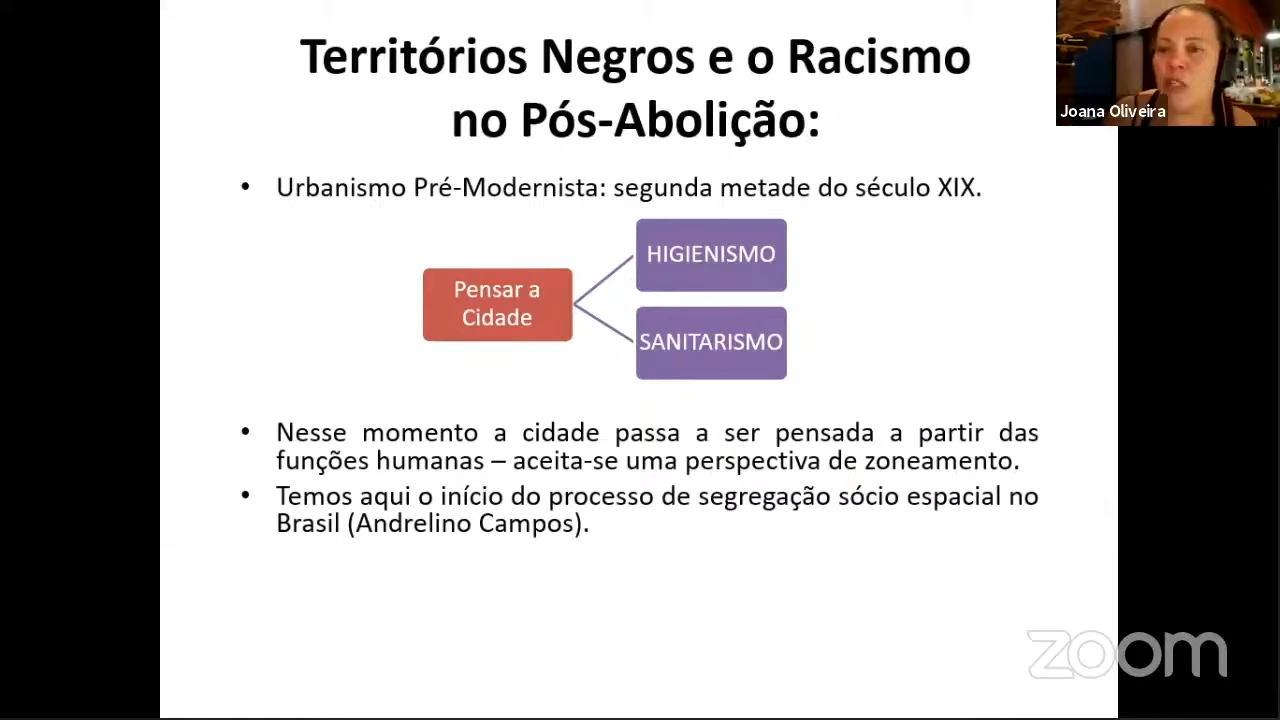 Territórios Negros e o Racismo
no Pós-Abolição:
Joana Oliveira
• Urbanismo Pré-Modernista: segunda metade do século XIX.
HIGIENISMO
Pensar a
Cidade
SANITARISMO
• Nesse momento a cidade passa a ser pensada a partir das
funções humanas – aceita-se uma perspectiva de zoneamento.
• Temos aqui o início do processo de segregação sócio espacial no
Brasil (Andrelino Campos).
zoom